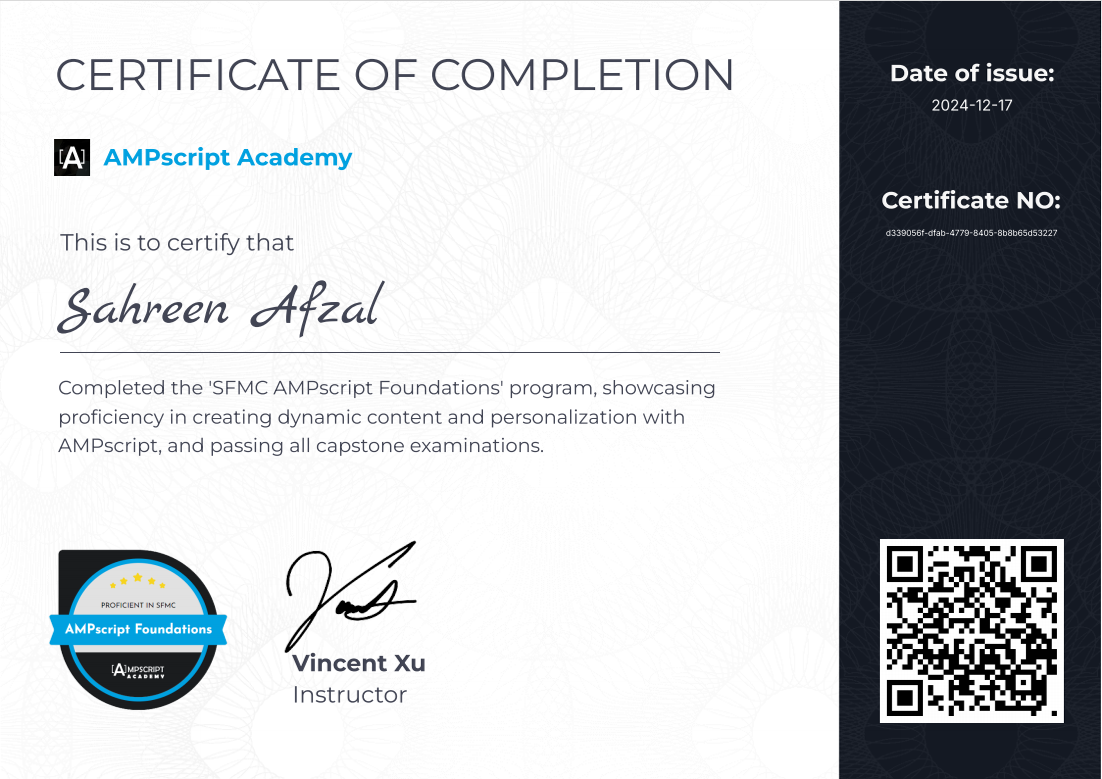 CERTIFICATE OF COMPLETION
[A] AMPscript Academy
This is to certify that
Sahreen Afzal
Completed the 'SFMC AMPscript Foundations' program, showcasing
proficiency in creating dynamic content and personalization with
AMPscript, and passing all capstone examinations.
PROFICIENT IN SFMC
AMPscript Foundations
[A]MPSCRIPT
ACADEMY
Vincent Xu
Instructor
Date of issue:
2024-12-17
Certificate NO:
d339056f-dfab-4779-8405-8b8b65d53227